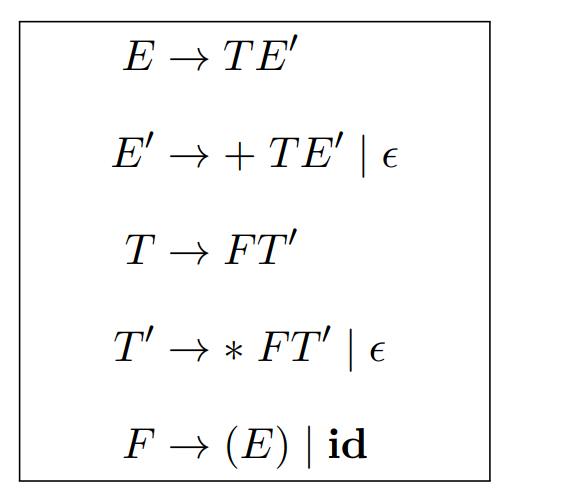 E → TE′
E′ → + TE′ | ϵ
T → FT′
T′ → ∗ FT′ | ϵ
F → (E) | id